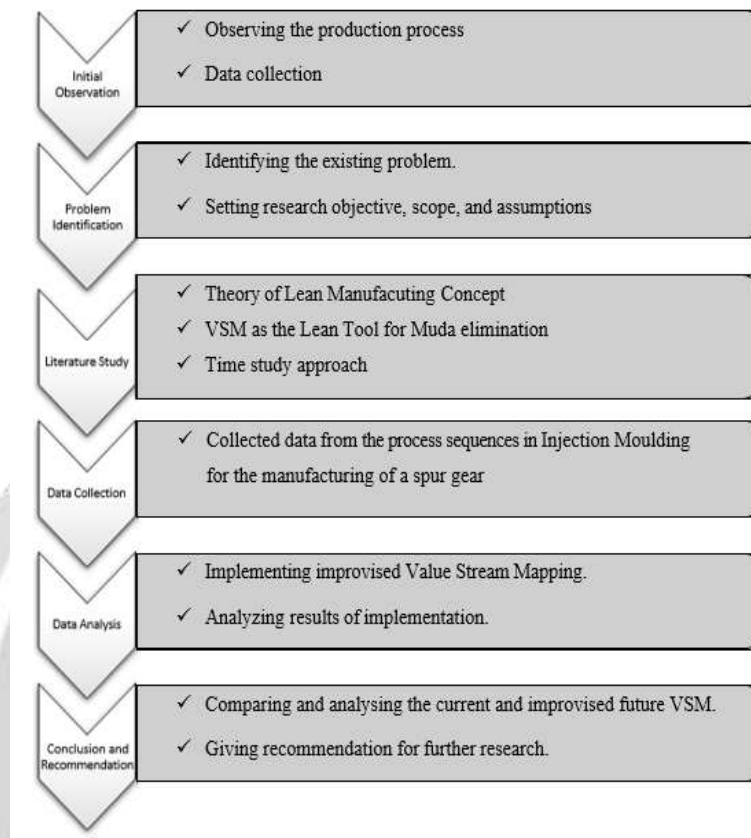 Initial
Observation
✓ Observing the production process
✓ Data collection
Problem
Identification
✓ Identifying the existing problem.
✓ Setting research objective, scope, and assumptions
Literature Study
✓ Theory of Lean Manufacuting Concept
✓ VSM as the Lean Tool for Muda elimination
✓ Time study approach
Data Collection
✓ Collected data from the process sequences in Injection Moulding
for the manufacturing of a spur gear
Data Analysis
✓ Implementing improvised Value Stream Mapping.
✓ Analyzing results of implementation.
Conclusion and
Recommendation
✓ Comparing and analysing the current and improvised future VSM.
✓ Giving recommendation for further research.